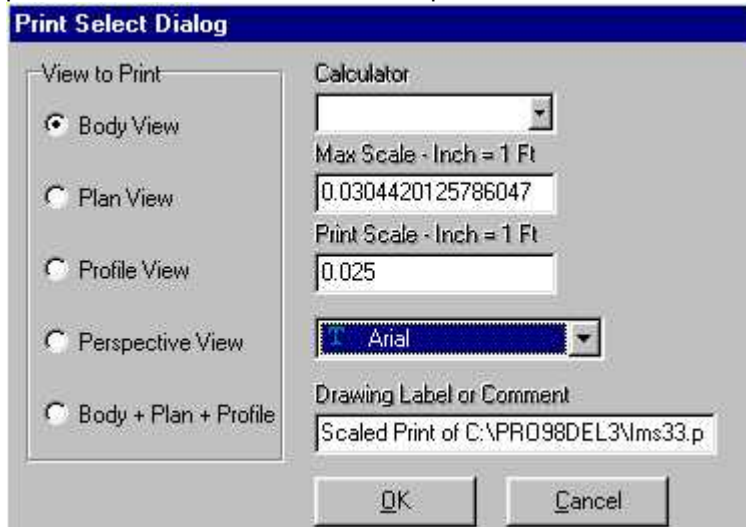 Print Select Dialog
View to Print
Body View
Plan View
Profile View
Perspective View
Body + Plan + Profile
Calculator
Max Scale - Inch = 1 Ft
0.0304420125786047
Print Scale - Inch = 1 Ft
0.025
Arial
Drawing Label or Comment
Scaled Print of C:\PRO98DEL3\lms33.p
OK
Cancel